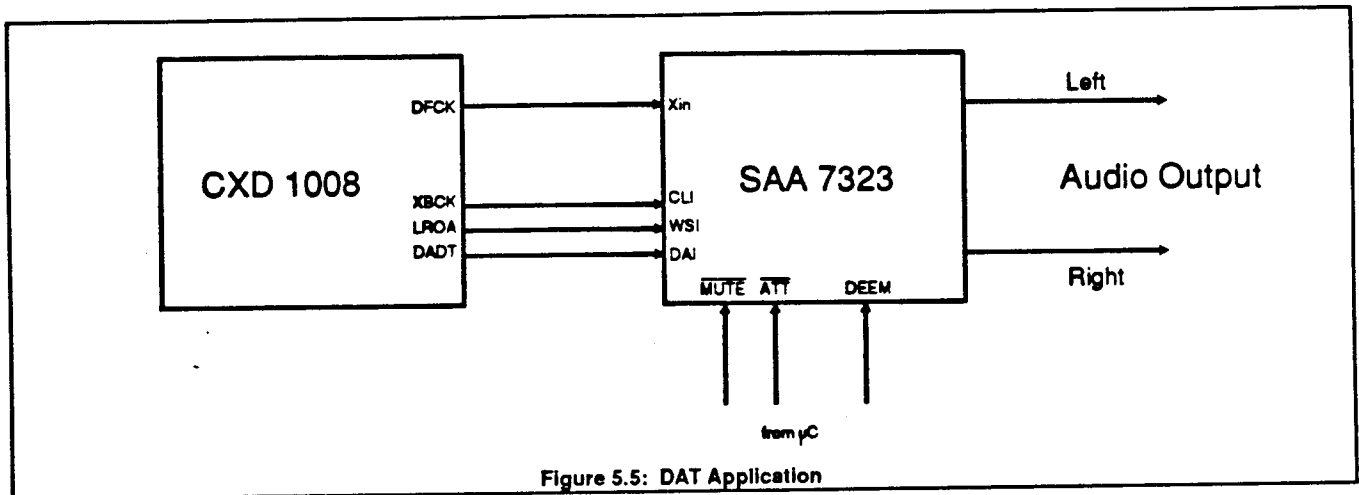 DFCK
Xin
Left
CXD 1008
SAA 7323
Audio Output
XBCK
CLI
LROA
WSI
DADT
DAI
Right
MUTE ATT DEEM
from µC
Figure 5.5: DAT Application